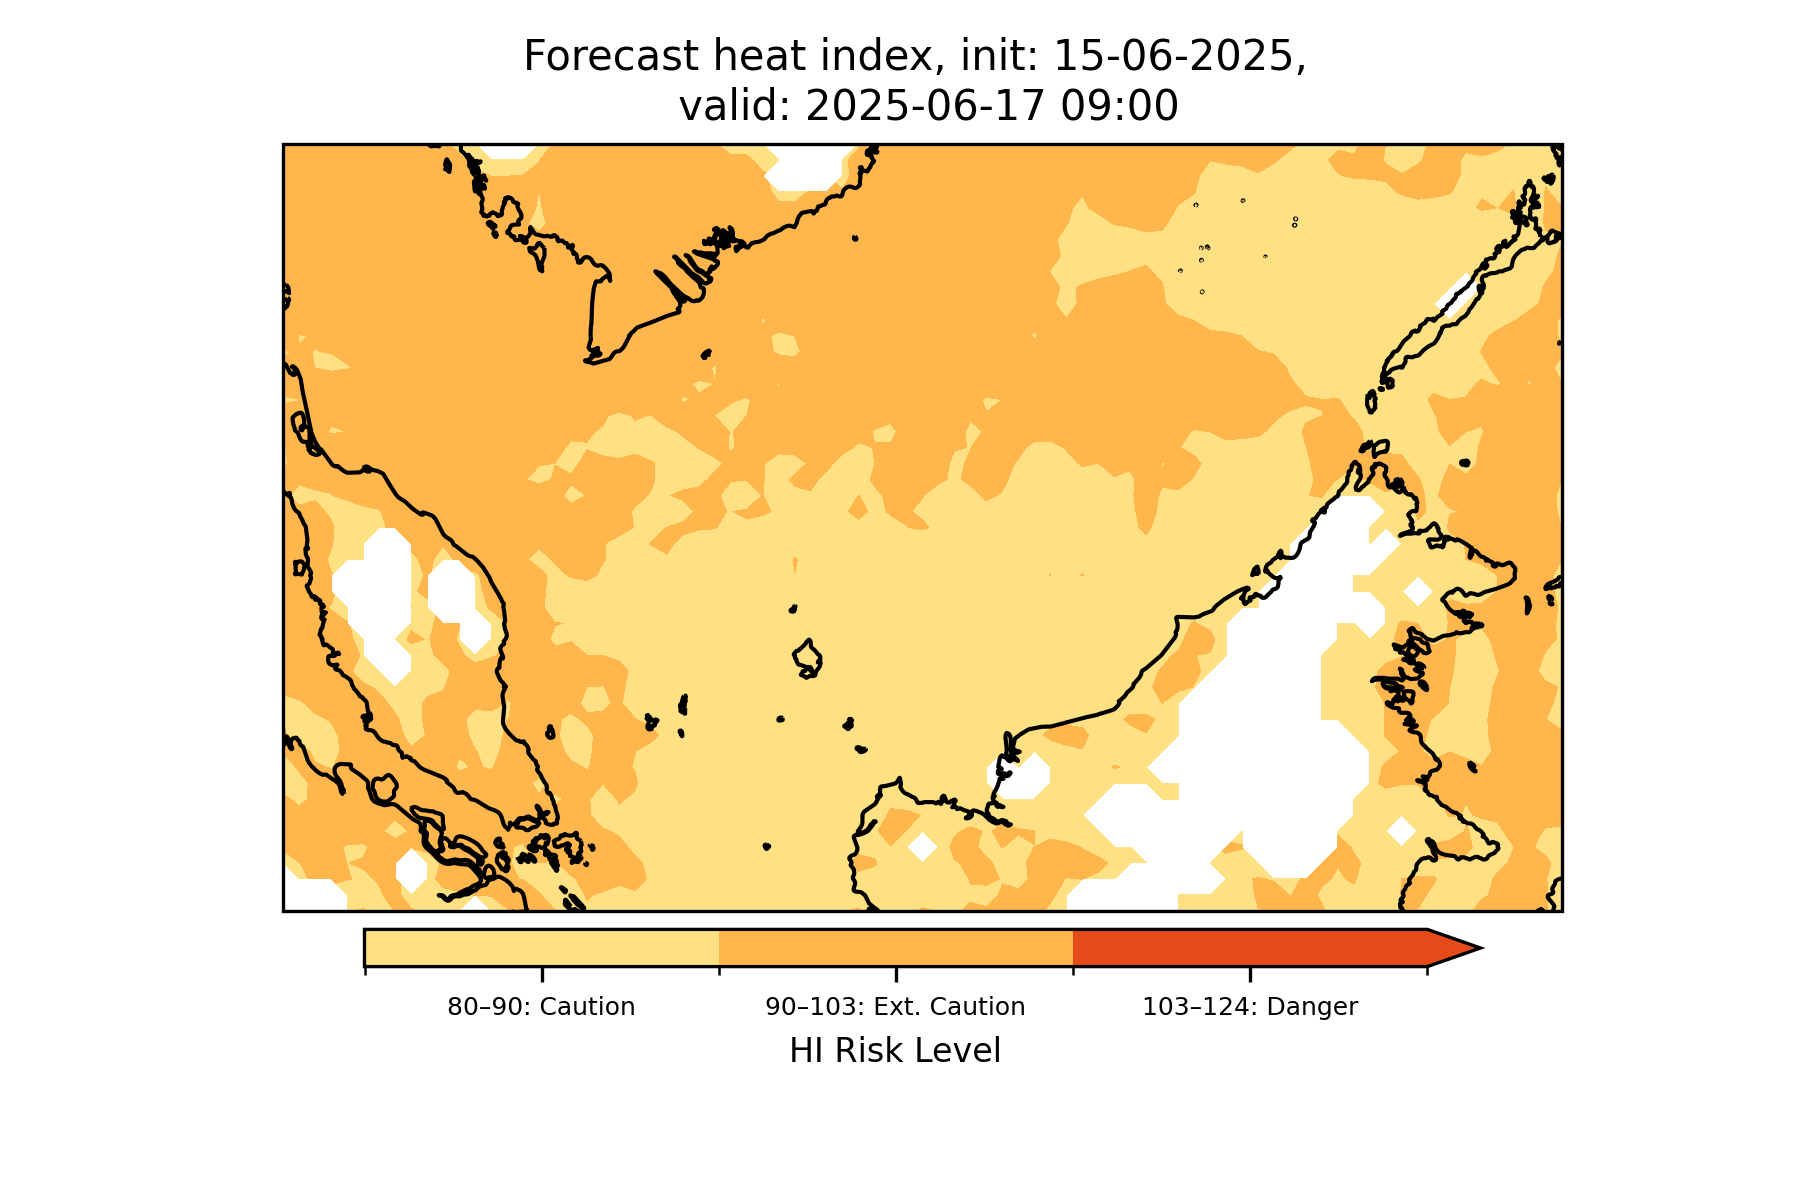 Forecast heat index, init: 15-06-2025,
valid: 2025-06-17 09:00
80–90: Caution
90–103: Ext. Caution
103–124: Danger
HI Risk Level